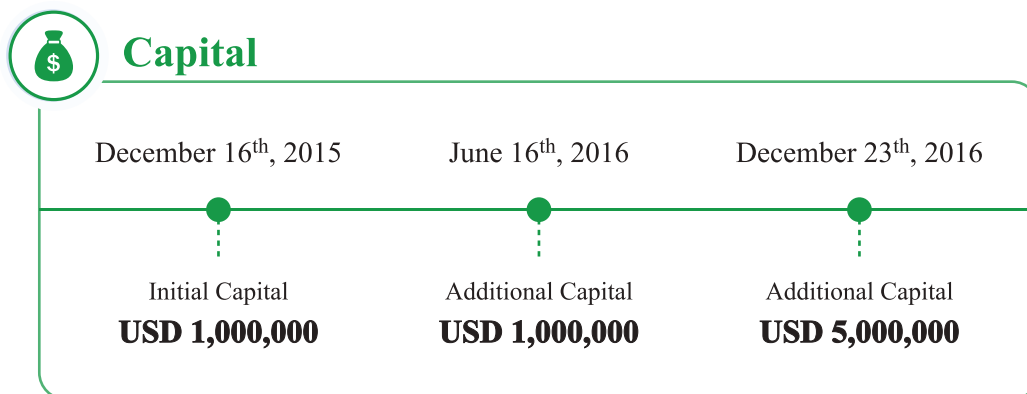 $
Capital
December 16th, 2015
June 16th, 2016
December 23th, 2016
Initial Capital
USD 1,000,000
Additional Capital
USD 1,000,000
Additional Capital
USD 5,000,000